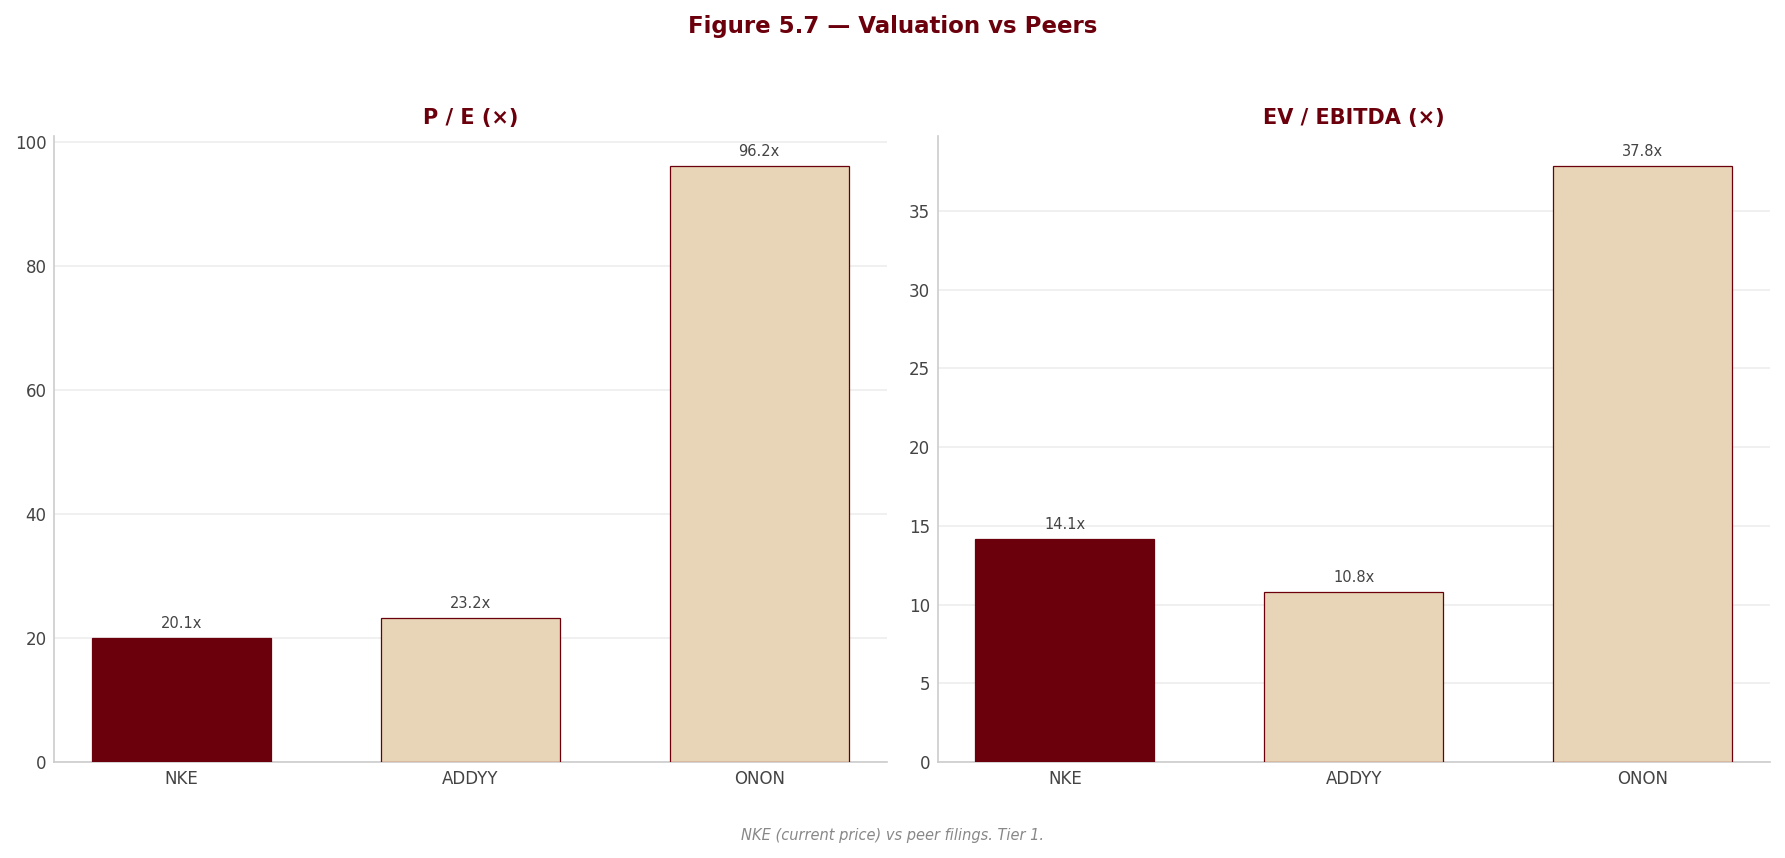 Figure 5.7 — Valuation vs Peers
P / E (×)
100
80
60
40
20
0
20.1x
23.2x
96.2x
NKE
ADDYY
ONON
EV / EBITDA (×)
35
30
25
20
15
10
5
0
14.1x
10.8x
37.8x
NKE
ADDYY
ONON
NKE (current price) vs peer filings. Tier 1.